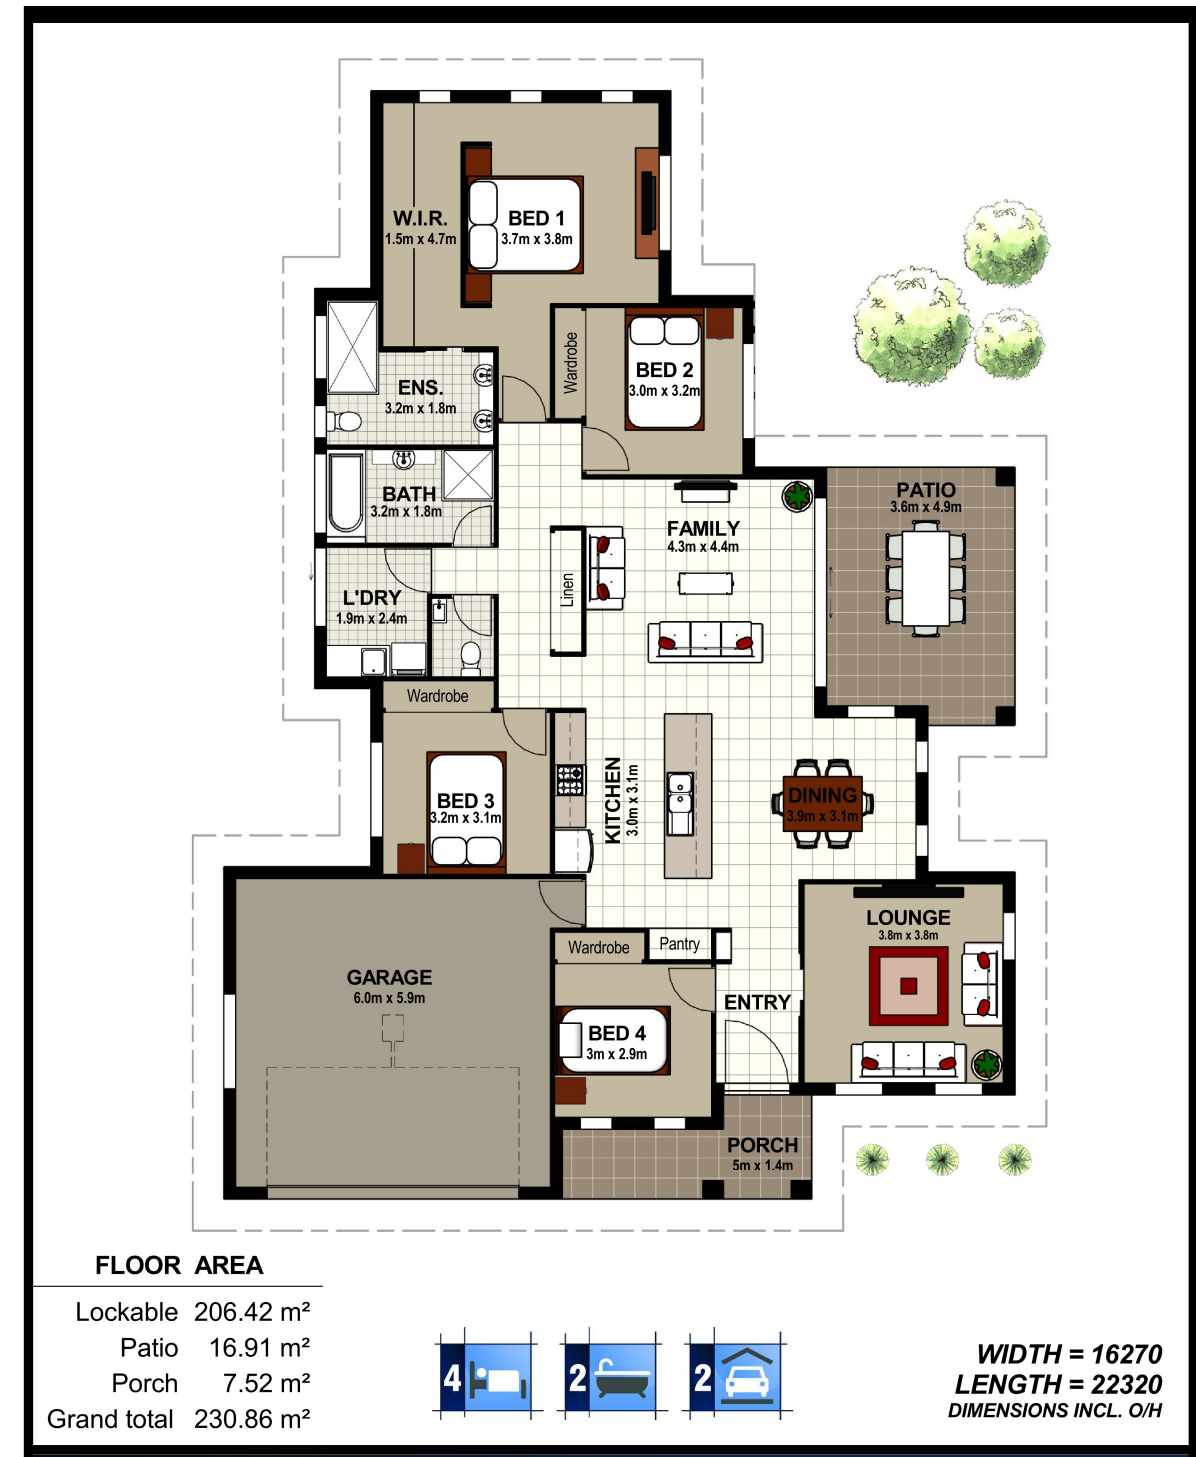 W.I.R.
1.5m x 4.7m
BED 1
3.7m x 3.8m
Wardrobe
BED 2
3.0m x 3.2m
ENS.
3.2m x 1.8m
BATH
3.2m x 1.8m
PATIO
3.6m x 4.9m
FAMILY
4.3m x 4.4m
Linen
L'DRY
1.9m x 2.4m
Wardrobe
BED 3
3.2m x 3.1m
KITCHEN
3.0m x 3.1m
DINING
3.9m x 3.1m
LOUNGE
3.8m x 3.8m
Wardrobe
Pantry
GARAGE
6.0m x 5.9m
ENTRY
BED 4
3m x 2.9m
PORCH
5m x 1.4m
FLOOR AREA
Lockable 206.42 m²
Patio 16.91 m²
Porch 7.52 m²
Grand total 230.86 m²
4
2
2
WIDTH = 16270
LENGTH = 22320
DIMENSIONS INCL. O/H